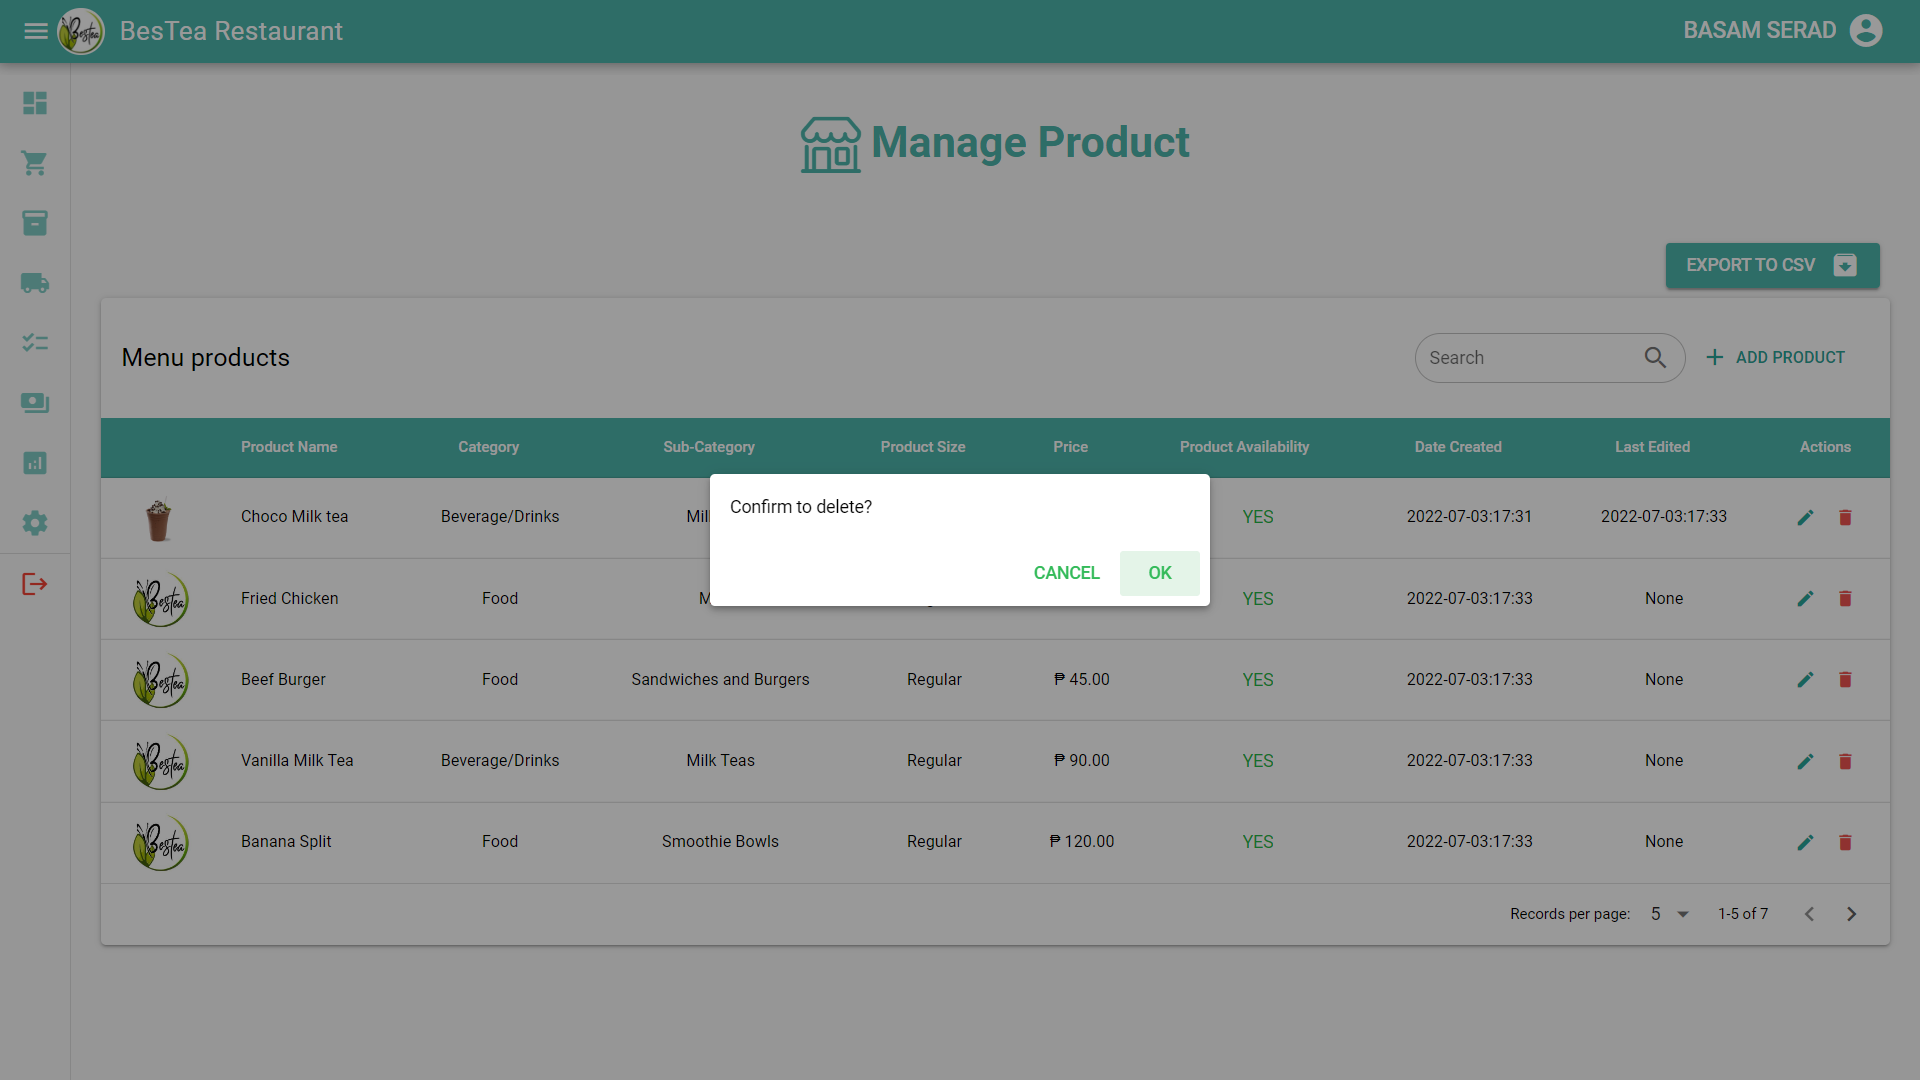 Bestea BesTea Restaurant BASAM SERAD
Manage Product
EXPORT TO CSV
Menu products Search ADD PRODUCT
Product Name Category Sub-Category Product Size Price Product Availability Date Created Last Edited Actions
Confirm to delete?
CANCEL OK
Choco Milk tea Beverage/Drinks YES 2022-07-03:17:31 2022-07-03:17:33
Bestea Fried Chicken Food YES 2022-07-03:17:33 None
Bestea Beef Burger Food Sandwiches and Burgers Regular ₱ 45.00 YES 2022-07-03:17:33 None
Bestea Vanilla Milk Tea Beverage/Drinks Milk Teas Regular ₱ 90.00 YES 2022-07-03:17:33 None
Bestea Banana Split Food Smoothie Bowls Regular ₱ 120.00 YES 2022-07-03:17:33 None
Records per page: 5 1-5 of 7